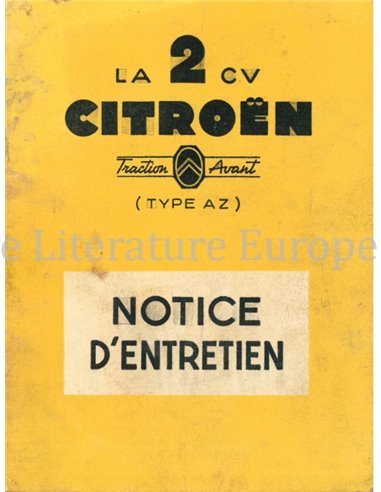 LA 2 CV
CITROËN
Traction Avant
(TYPE AZ)
e Literature Europe
NOTICE
D'ENTRETIEN